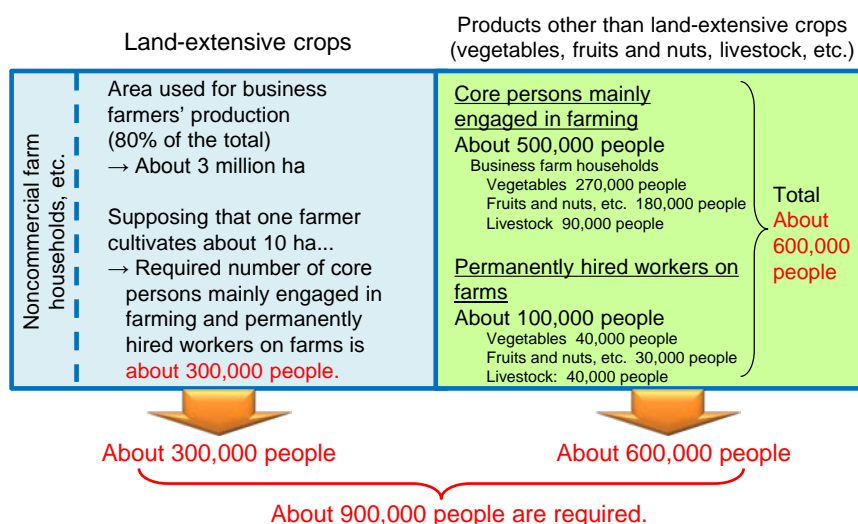 Land-extensive crops
Products other than land-extensive crops
(vegetables, fruits and nuts, livestock, etc.)
Noncommercial farm
households, etc.
Area used for business
farmers' production
(80% of the total)
→ About 3 million ha
Supposing that one farmer
cultivates about 10 ha...
→ Required number of core
persons mainly engaged in
farming and permanently
hired workers on farms is
about 300,000 people.
Core persons mainly
engaged in farming
About 500,000 people
Business farm households
Vegetables 270,000 people
Fruits and nuts, etc. 180,000 people
Livestock 90,000 people
Permanently hired workers on
farms
About 100,000 people
Vegetables 40,000 people
Fruits and nuts, etc. 30,000 people
Livestock: 40,000 people
Total
About
600,000
people
About 300,000 people
About 600,000 people
About 900,000 people are required.